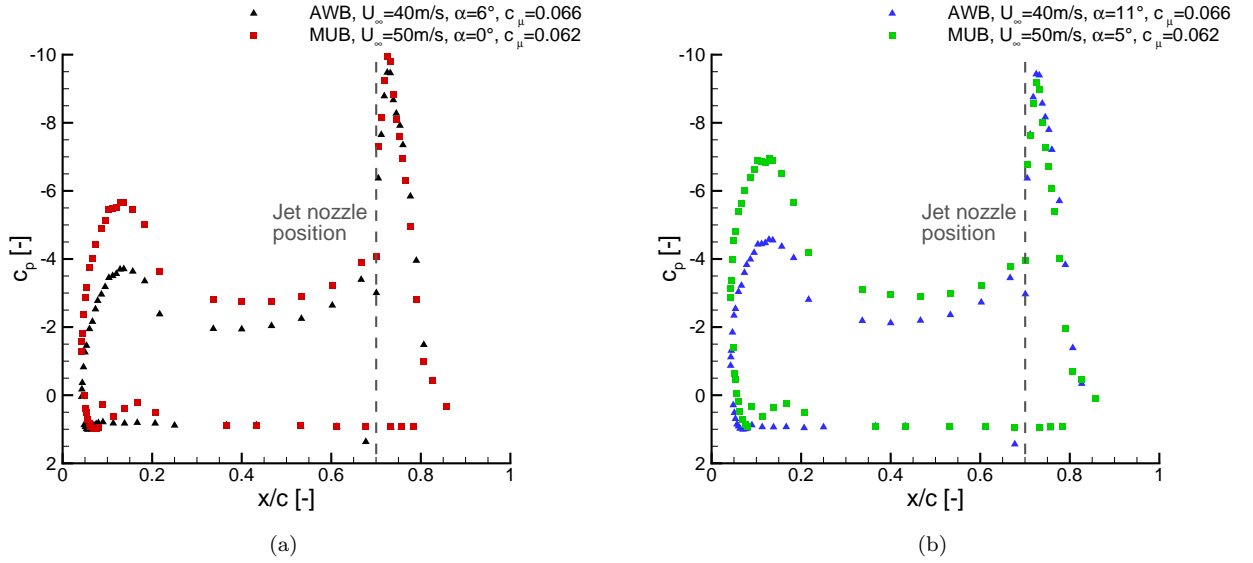 AWB, U∞=40m/s, α=6°, cμ=0.066
MUB, U∞=50m/s, α=0°, cμ=0.062
-10
-8
-6
-4
-2
0
2
cp [-]
Jet nozzle
position
0
0.2
0.4
0.6
0.8
1
x/c [-]
(a)
AWB, U∞=40m/s, α=11°, cμ=0.066
MUB, U∞=50m/s, α=5°, cμ=0.062
-10
-8
-6
-4
-2
0
2
cp [-]
Jet nozzle
position
0
0.2
0.4
0.6
0.8
1
x/c [-]
(b)